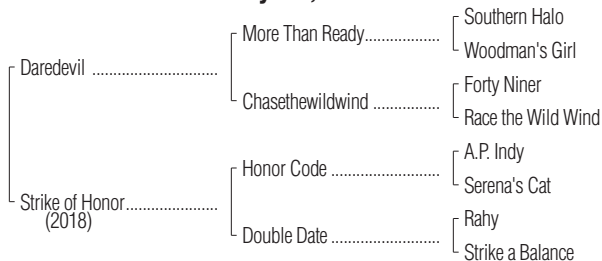 Southern Halo
More Than Ready.................
Woodman's Girl
Daredevil ..............................
Forty Niner
Chasethewildwind ................
Race the Wild Wind
A.P. Indy
Honor Code ..........................
Serena's Cat
Strike of Honor......................
(2018)
Rahy
Double Date ..........................
Strike a Balance